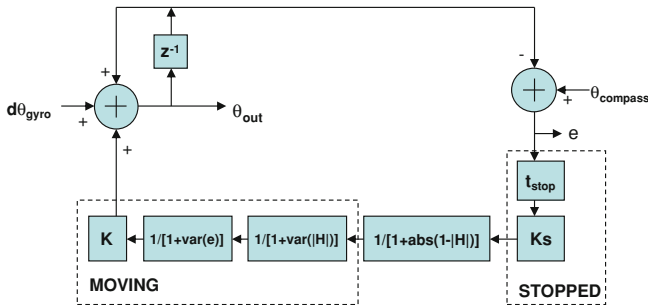 z-1
+
-
dθgyro
+
+
+
+
θout
+
θcompass
+
e
tstop
K
1/[1+var(e)]
1/[1+var(|H|)]
1/[1+abs(1-|H|)]
Ks
MOVING
STOPPED